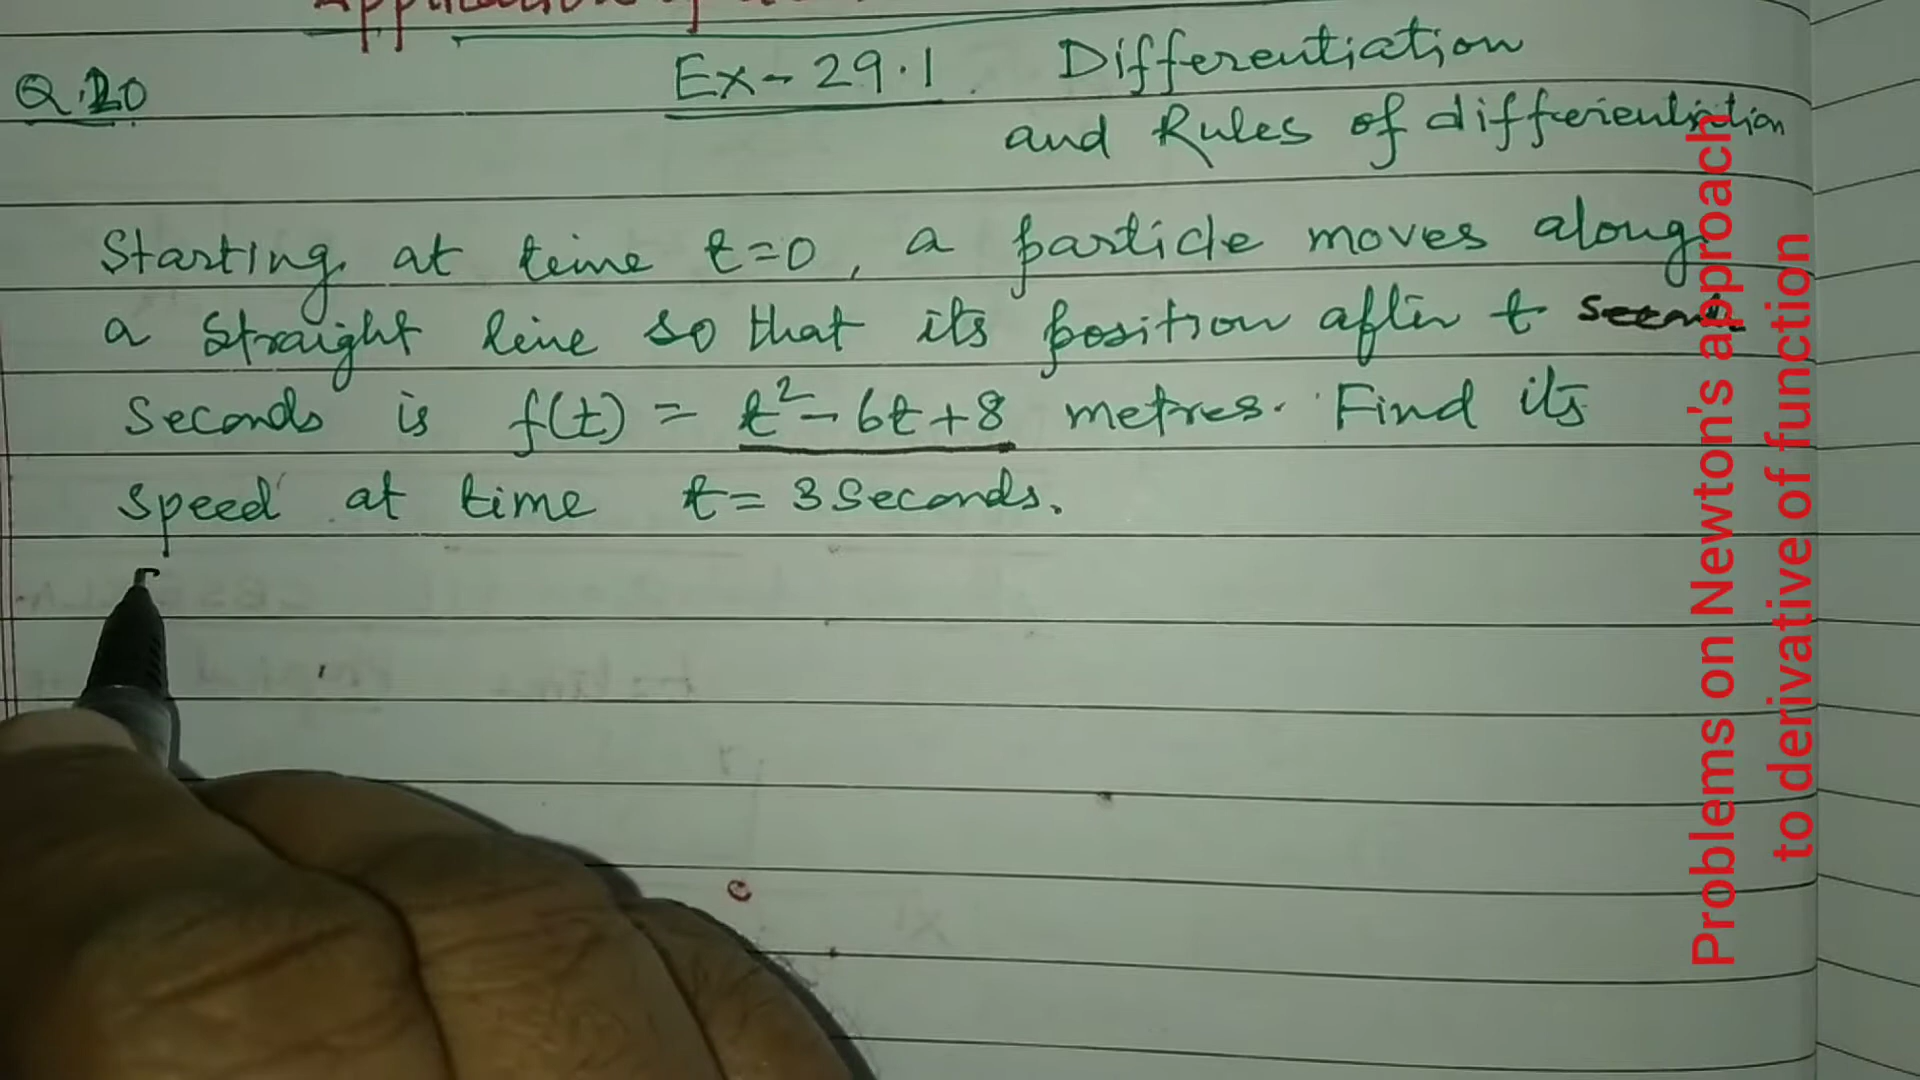 Application of
Ex-29.1 Differentiation
Q.20
and Rules of differentiation
Starting at time t=0, a particle moves along
a straight line so that its position after t
seconds is f(t) = t²-6t+8 metres. Find its
speed at time t=3 seconds.
Problems on Newton's approach
to derivative of function